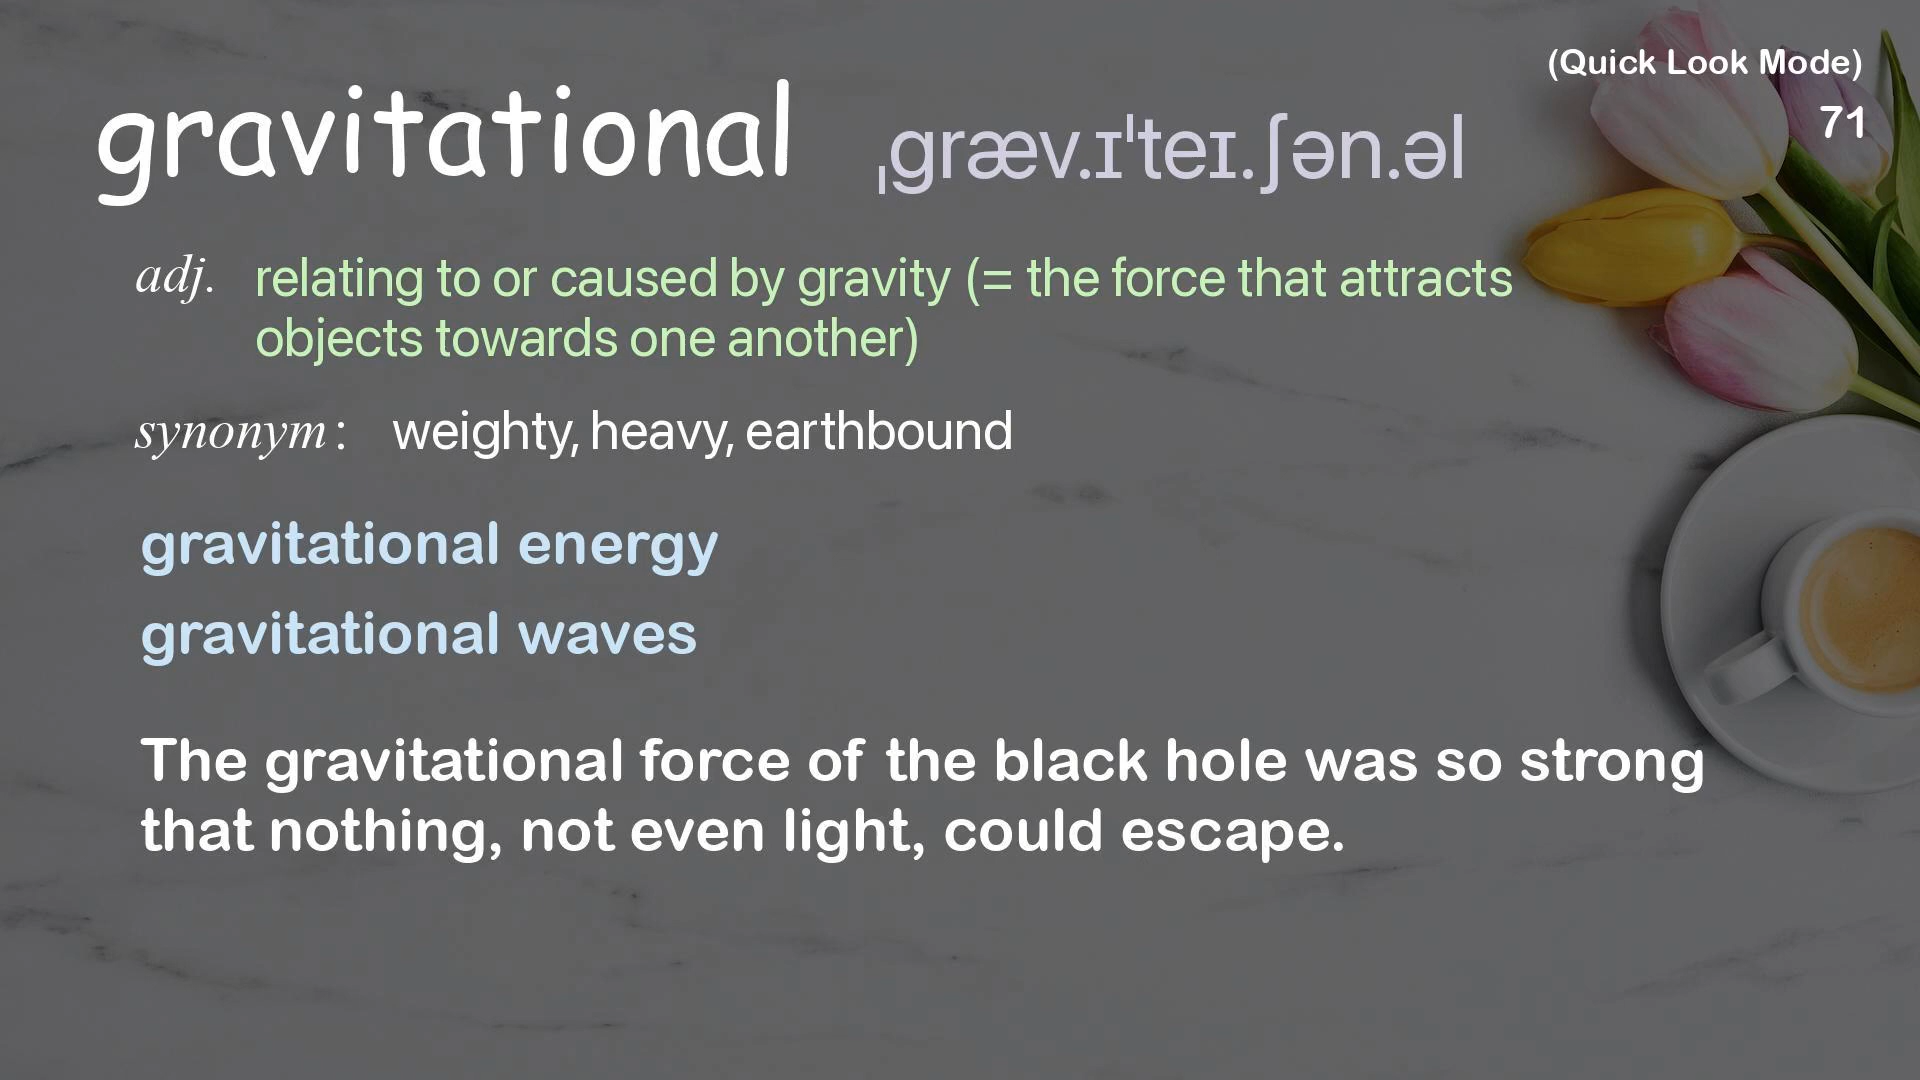 (Quick Look Mode)
gravitational ˌɡræv.ɪˈteɪ.ʃən.əl
71
adj. relating to or caused by gravity (= the force that attracts
objects towards one another)
synonym: weighty, heavy, earthbound
gravitational energy
gravitational waves
The gravitational force of the black hole was so strong
that nothing, not even light, could escape.